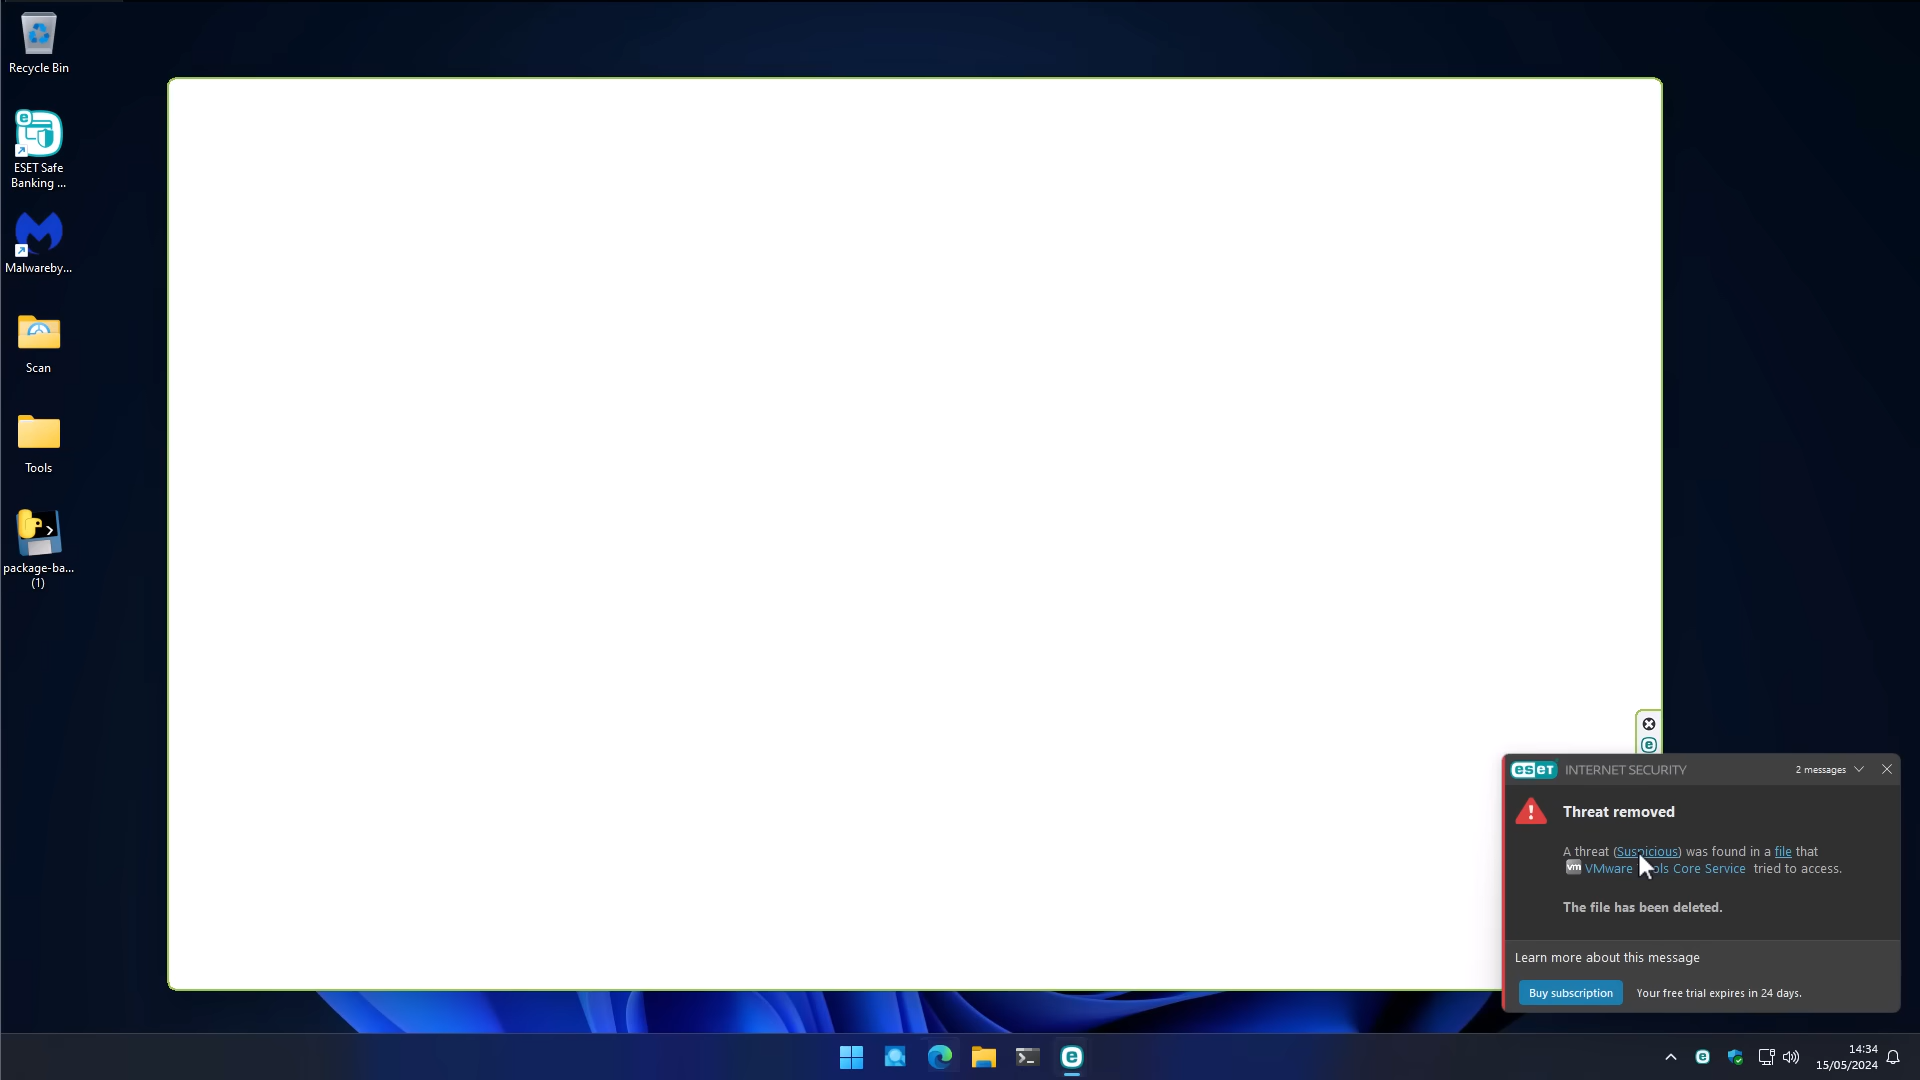 Recycle Bin
ESET Safe
Banking ...
Malwareby...
Scan
Tools
package-ba...
(1)
eset INTERNET SECURITY
2 messages
Threat removed
A threat (Suspicious) was found in a file that
vm VMware Tools Core Service tried to access.
The file has been deleted.
Learn more about this message
Buy subscription
Your free trial expires in 24 days.
14:34
15/05/2024